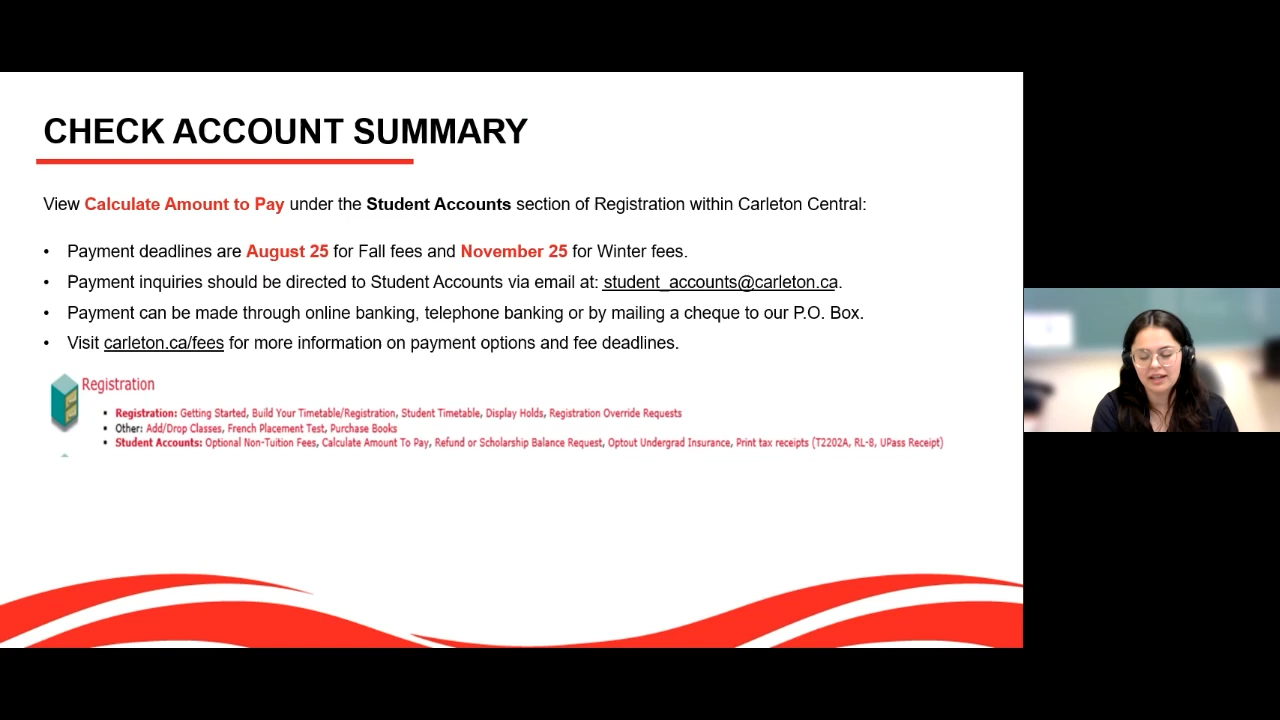 CHECK ACCOUNT SUMMARY
View Calculate Amount to Pay under the Student Accounts section of Registration within Carleton Central:
• Payment deadlines are August 25 for Fall fees and November 25 for Winter fees.
• Payment inquiries should be directed to Student Accounts via email at: student_accounts@carleton.ca.
• Payment can be made through online banking, telephone banking or by mailing a cheque to our P.O. Box.
• Visit carleton.ca/fees for more information on payment options and fee deadlines.
Registration
• Registration: Getting Started, Build Your Timetable/Registration, Student Timetable, Display Holds, Registration Override Requests
• Other: Add/Drop Classes, French Placement Test, Purchase Books
• Student Accounts: Optional Non-Tuition Fees, Calculate Amount To Pay, Refund or Scholarship Balance Request, Optout Undergrad Insurance, Print tax receipts (T2202A, RL-8, UPass Receipt)